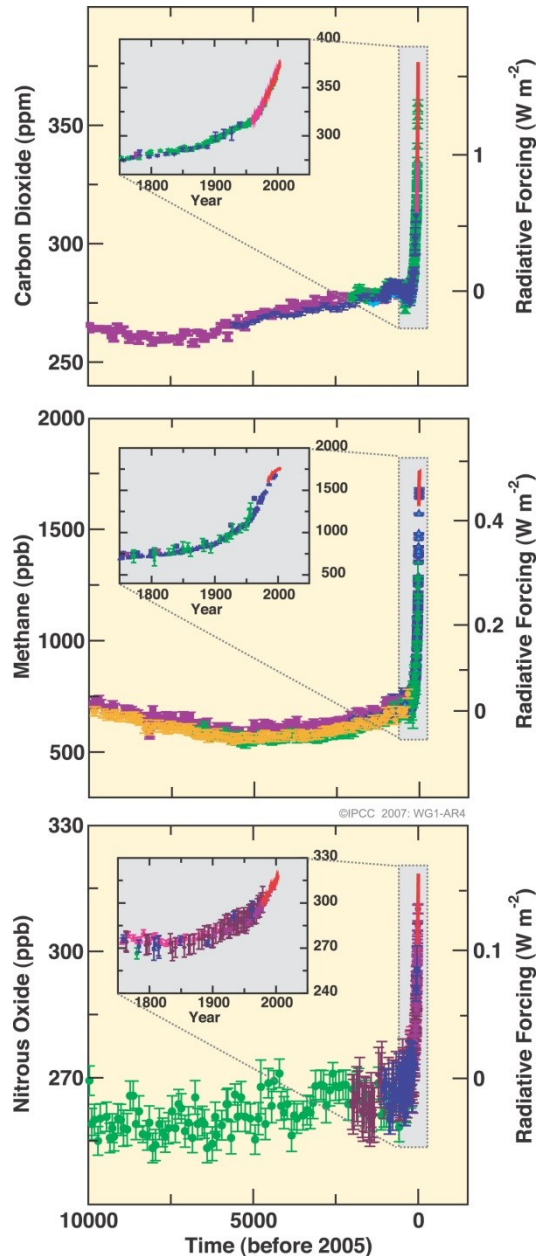 400
350
300
1800 1900 2000
Year
350
300
250
Carbon Dioxide (ppm)
1
0
Radiative Forcing (W m⁻²)
2000
1500
1000
500
1800 1900 2000
Year
2000
1500
1000
500
Methane (ppb)
0.4
0.2
0
Radiative Forcing (W m⁻²)
©IPCC 2007: WG1-AR4
330
300
270
240
1800 1900 2000
Year
330
300
270
Nitrous Oxide (ppb)
0.1
0
Radiative Forcing (W m⁻²)
10000 5000 0
Time (before 2005)